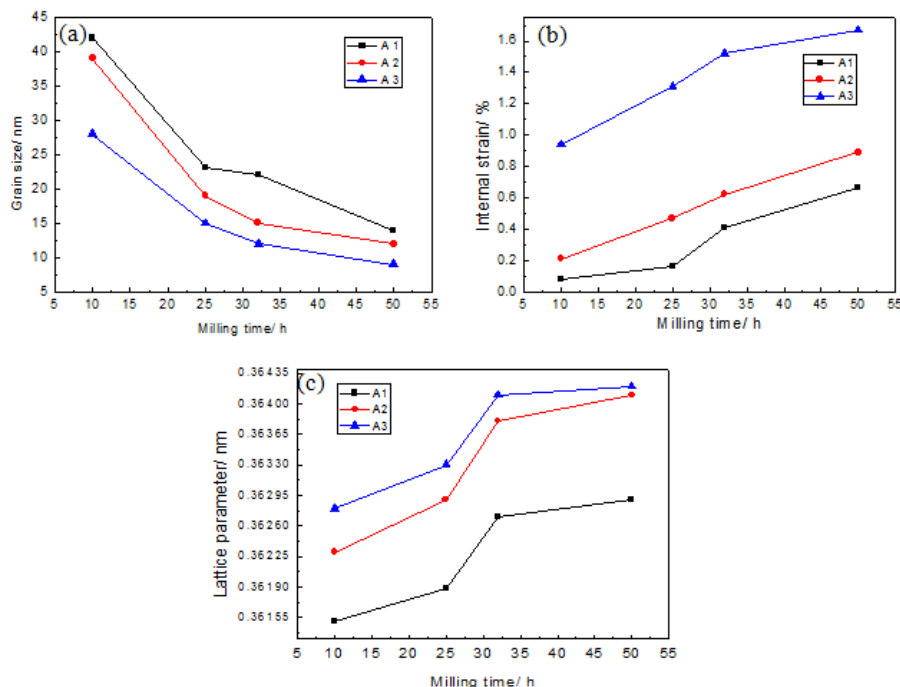 (a)
A 1
A 2
A 3
Grain size/ nm
45
40
35
30
25
20
15
10
5
5 10 15 20 25 30 35 40 45 50 55
Milling time/ h
(b)
A1
A2
A3
Internal strain/ %
1.6
1.4
1.2
1.0
0.8
0.6
0.4
0.2
0.0
5 10 15 20 25 30 35 40 45 50 55
Milling time/ h
(c)
A1
A2
A3
Lattice parameter/ nm
0.36435
0.36400
0.36365
0.36330
0.36295
0.36260
0.36225
0.36190
0.36155
5 10 15 20 25 30 35 40 45 50 55
Milling time/ h